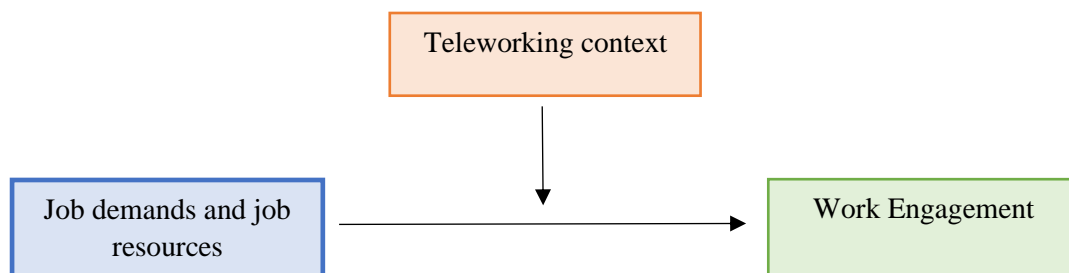 Teleworking context
Job demands and job
resources
Work Engagement